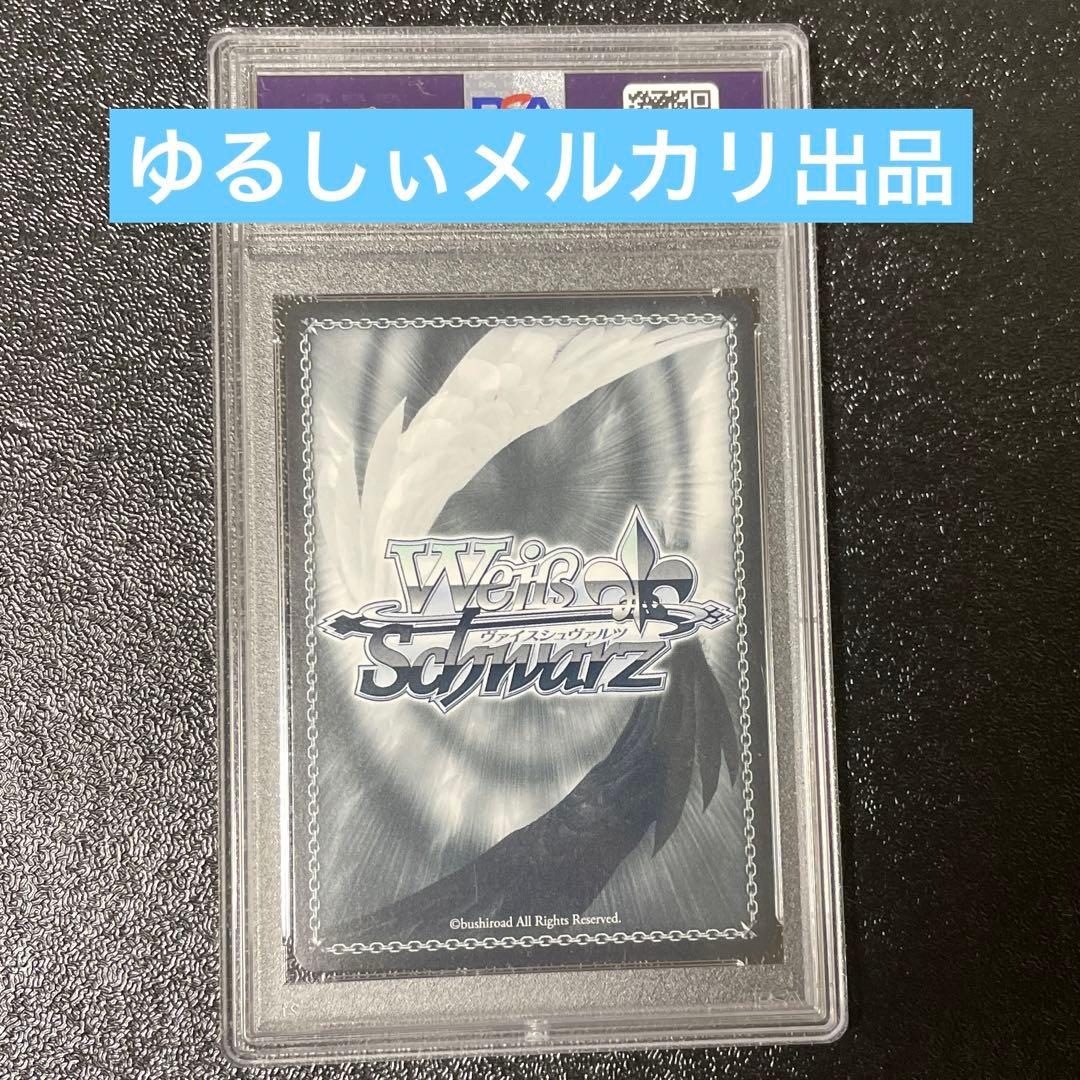 PSA
ゆるしぃメルカリ出品
Weiß
ヴァイスシュヴァルツ
Schwarz
©bushiroad All Rights Reserved.